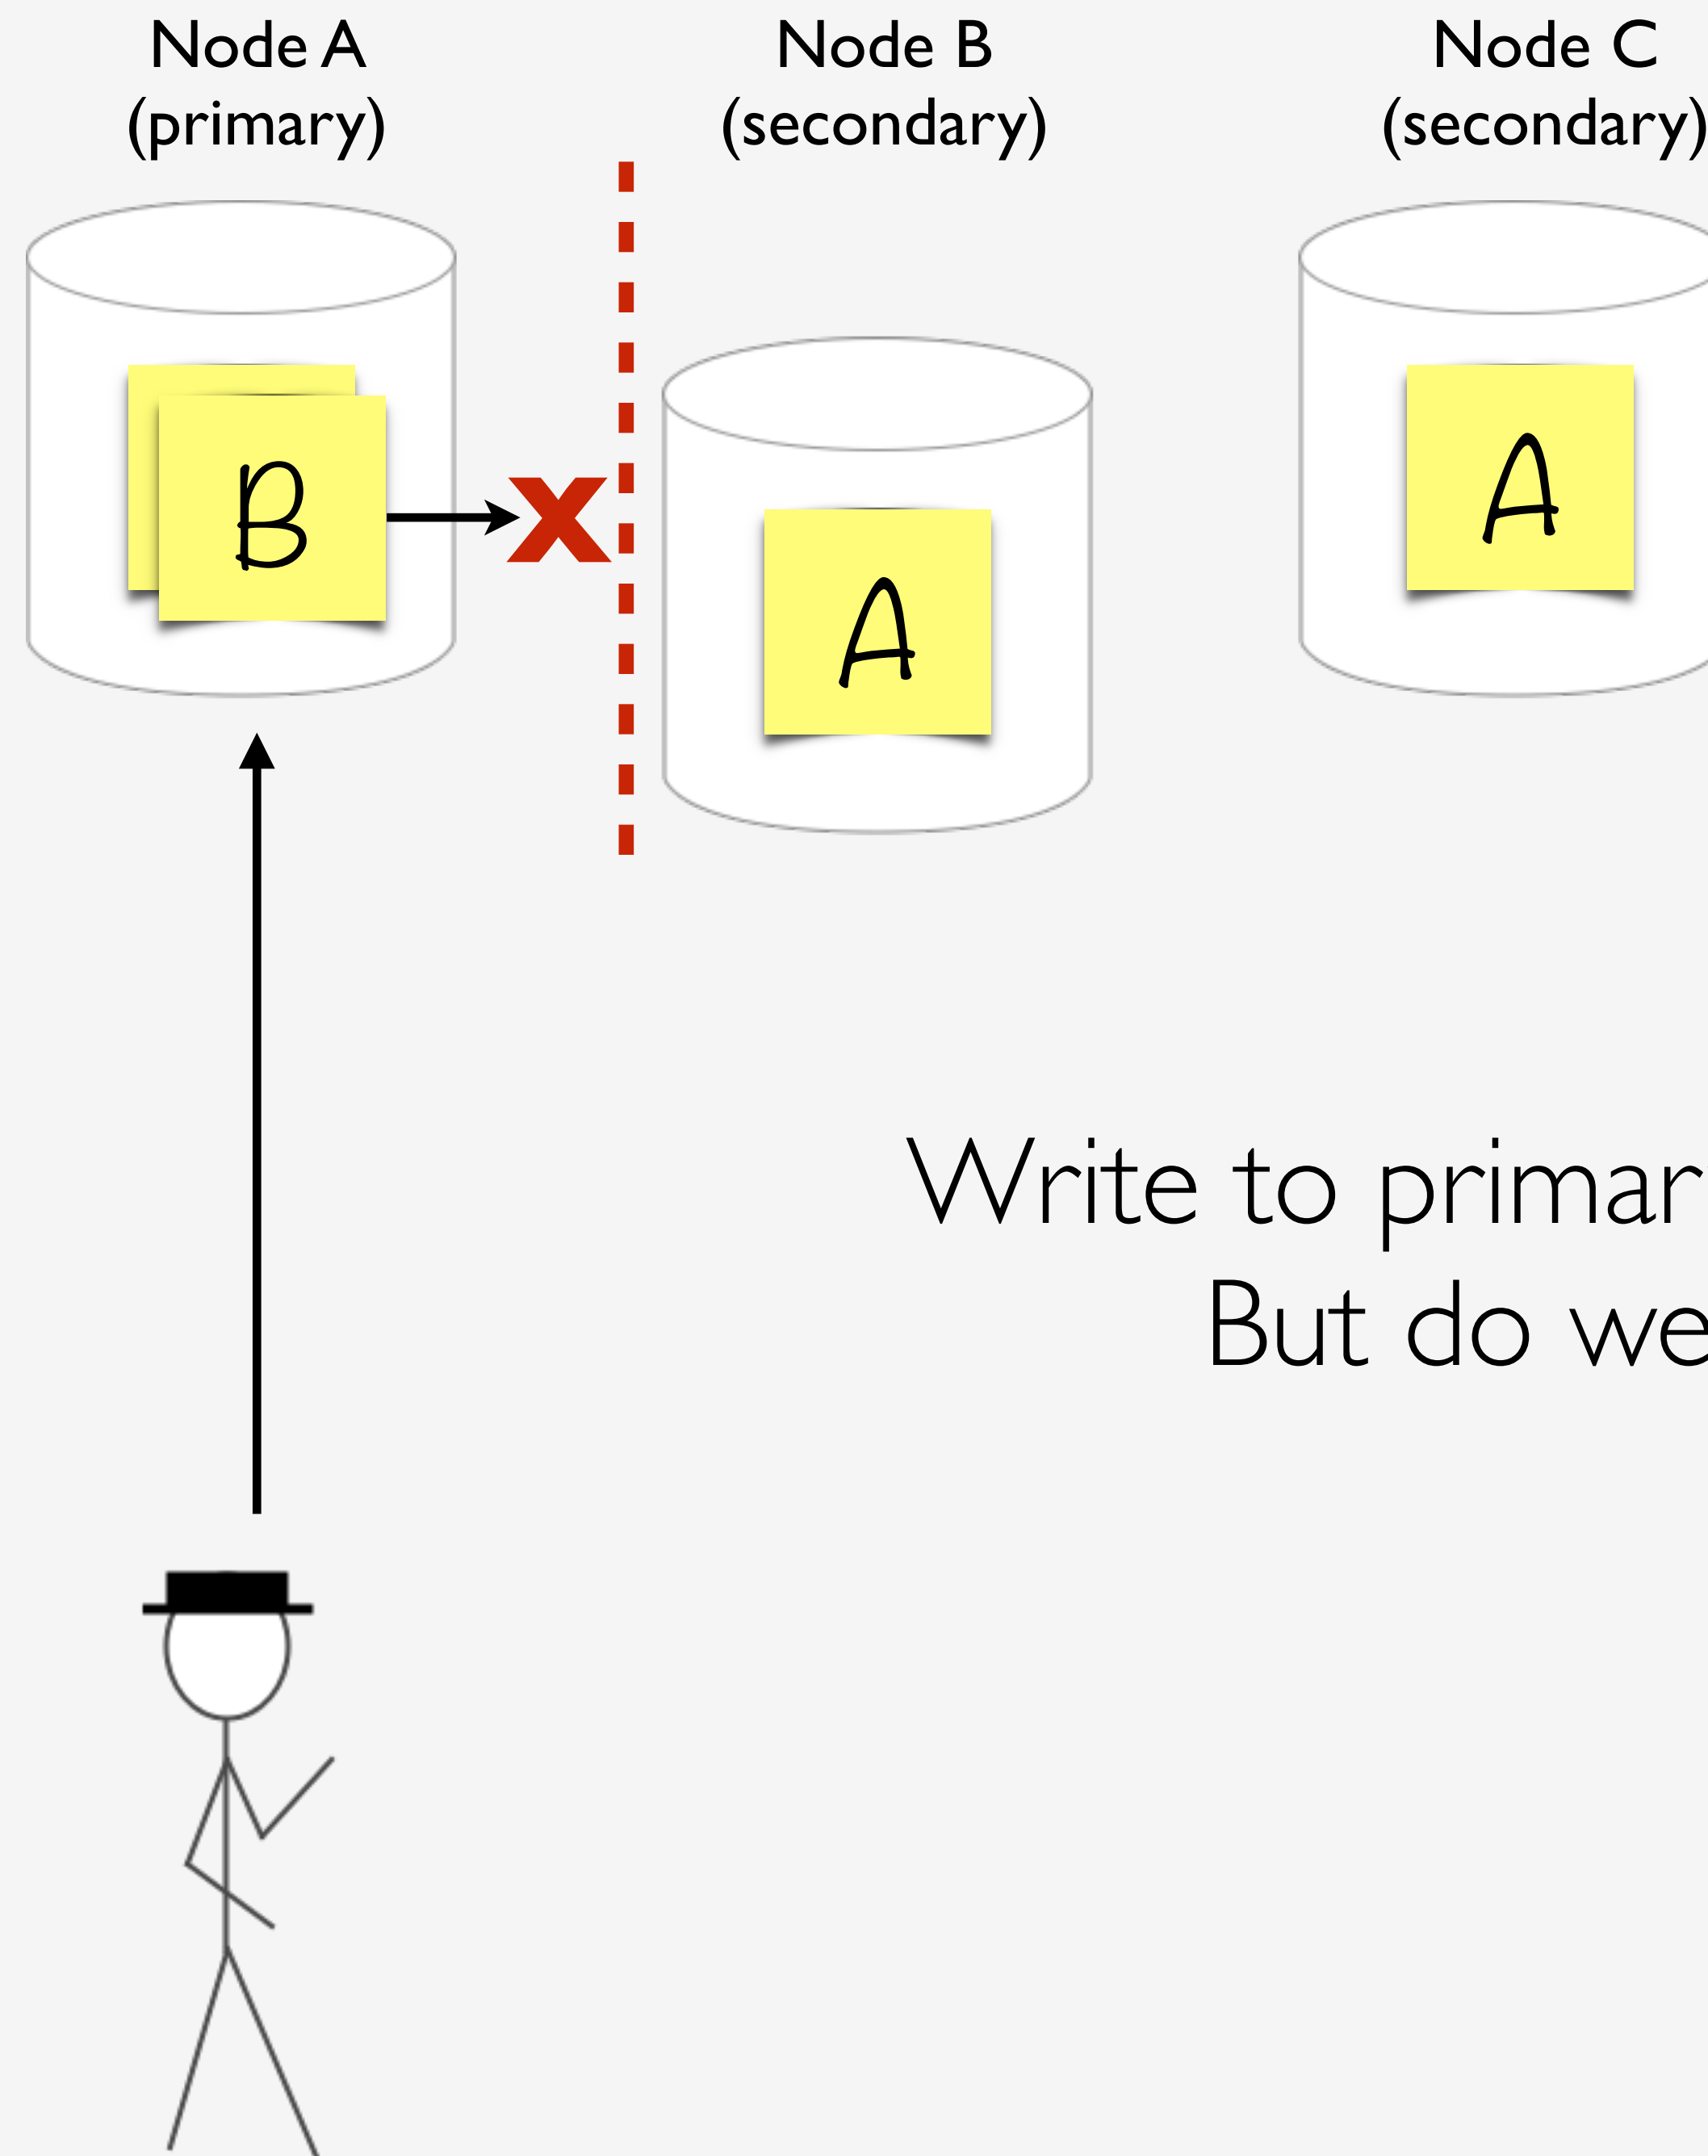 Node A
(primary)
Node B
(secondary)
Node C
(secondary)
B
X
A
A
Write to primar
But do we